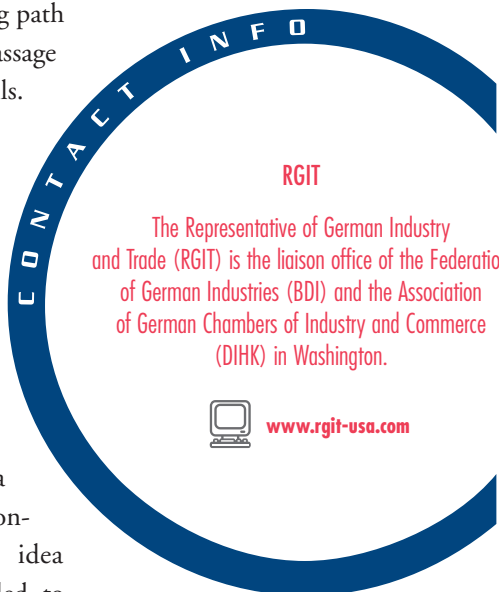 g path
assage
ls.
CONTACT INFO
RGIT
The Representative of German Industry
and Trade (RGIT) is the liaison office of the Federatio
of German Industries (BDI) and the Association
of German Chambers of Industry and Commerce
(DIHK) in Washington.
www.rgit-usa.com
a
on-
idea
led to